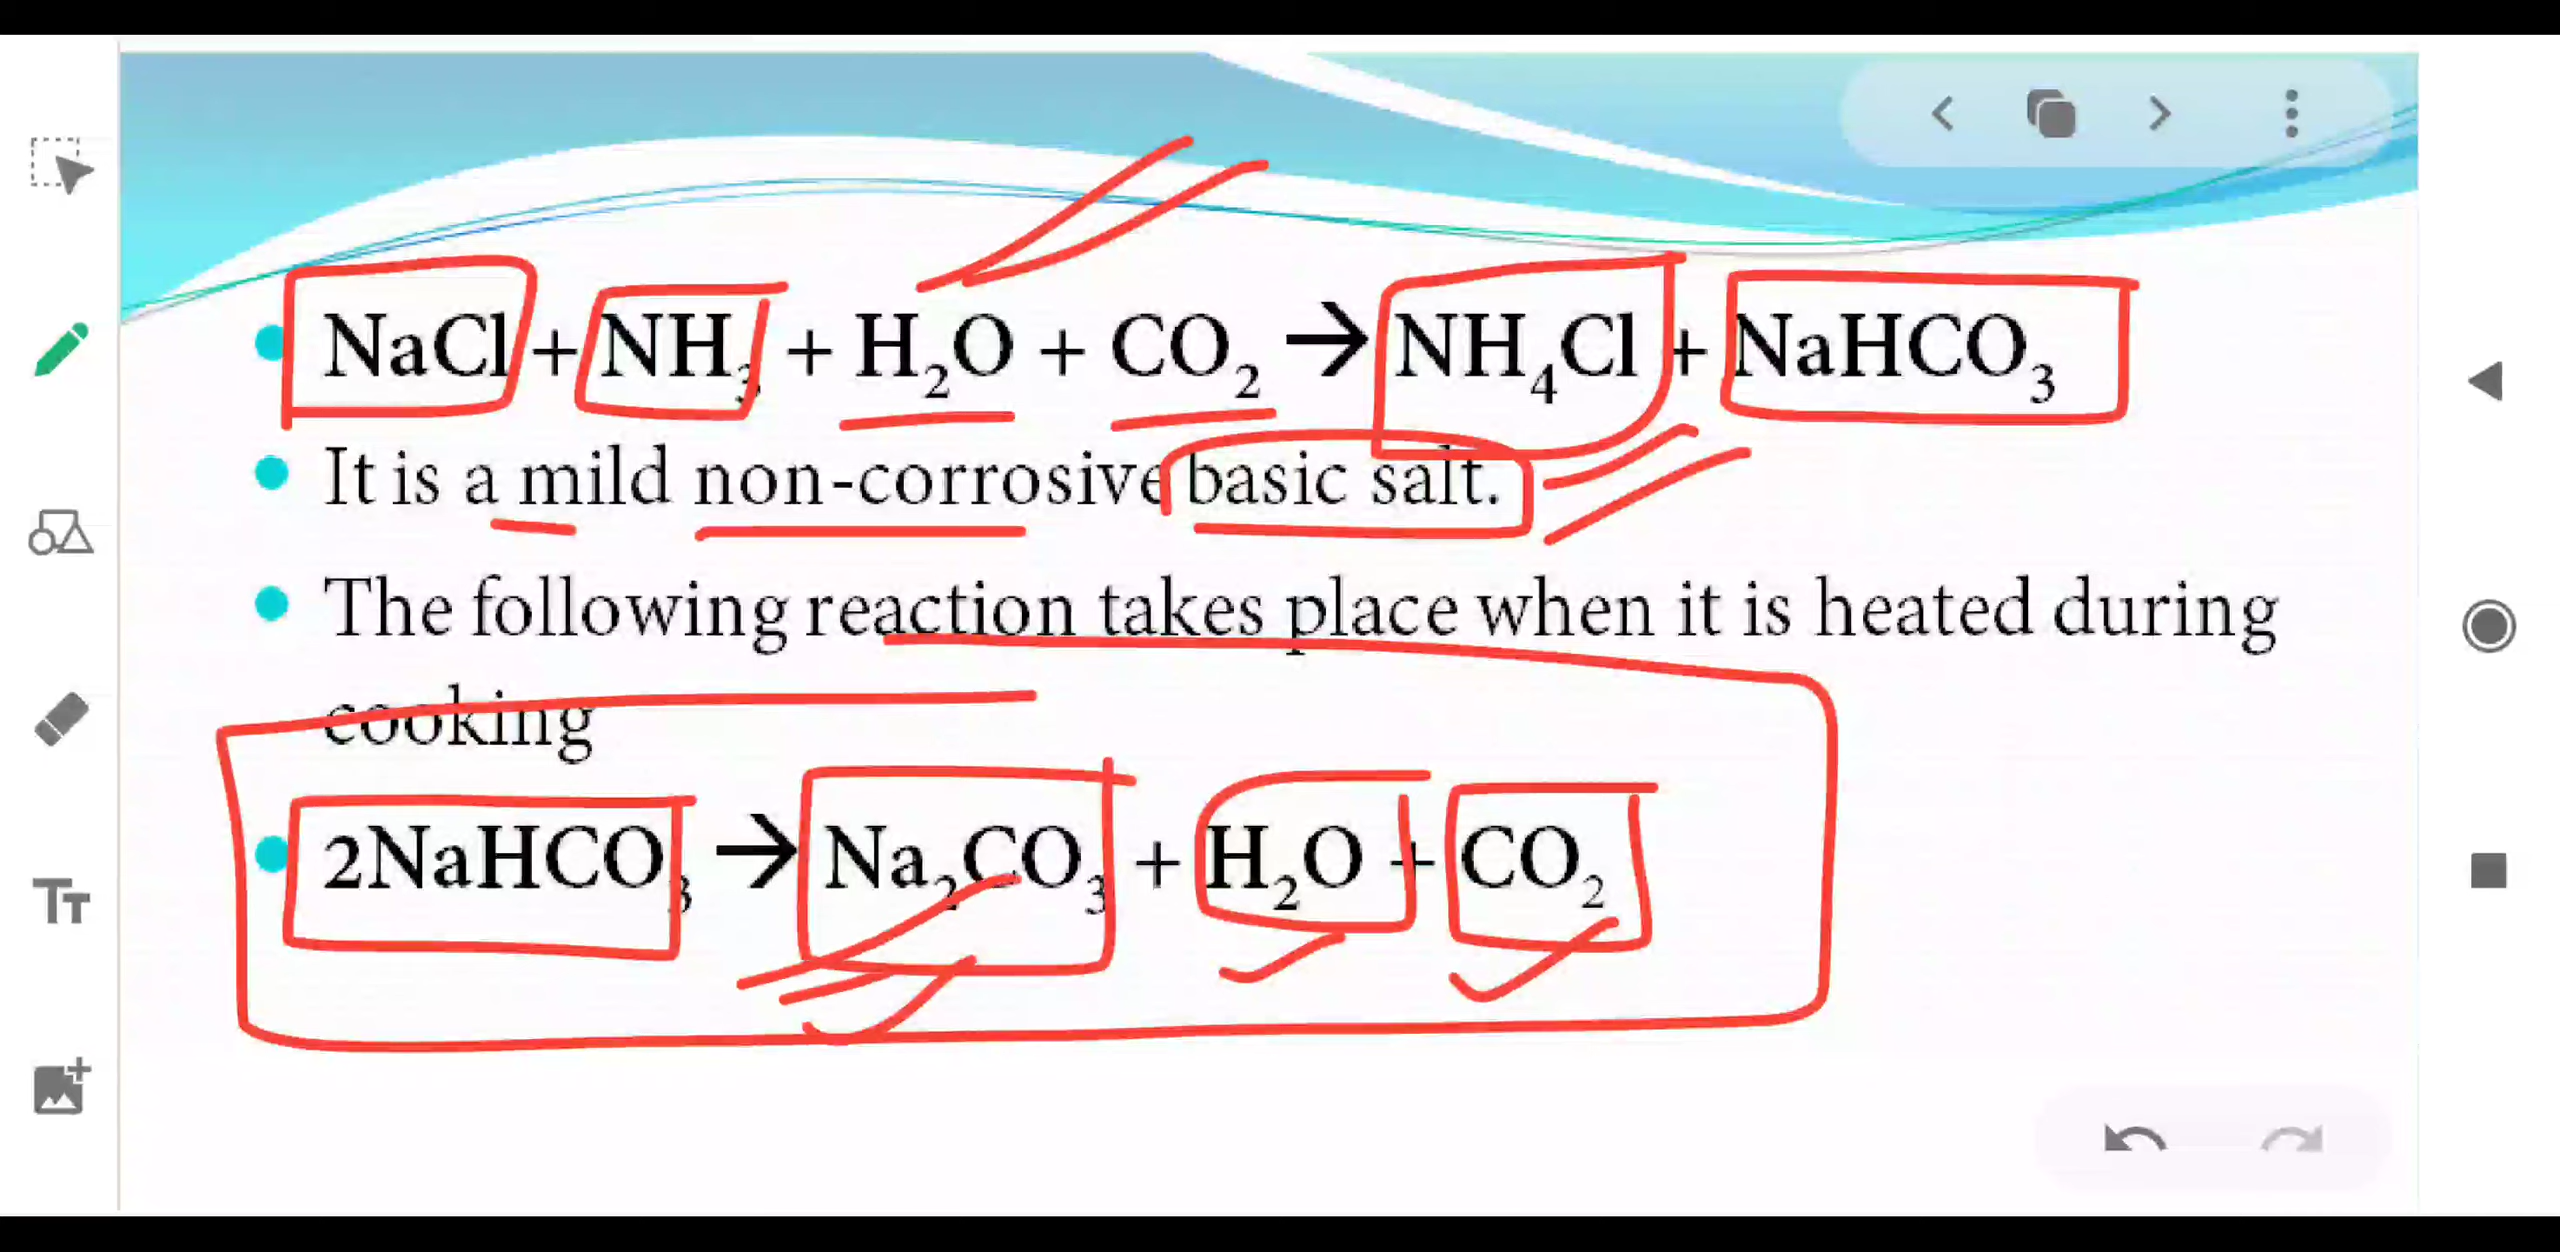 NaCl + NH₃ + H₂O + CO₂ → NH₄Cl + NaHCO₃
It is a mild non-corrosive basic salt.
The following reaction takes place when it is heated during
cooking
2NaHCO₃ → Na₂CO₃ + H₂O + CO₂